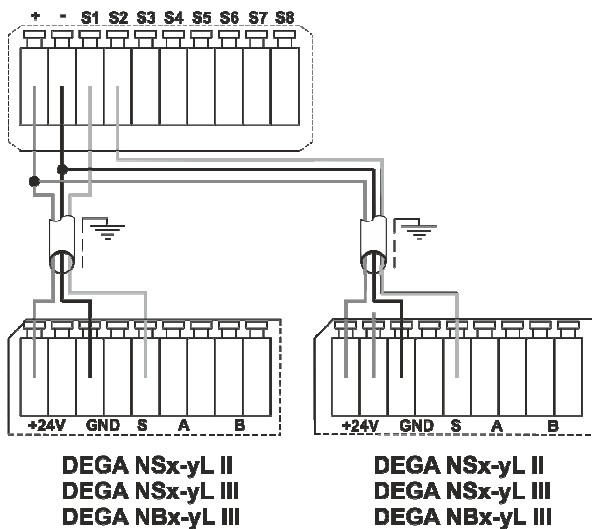 + - S1 S2 S3 S4 S5 S6 S7 S8
+24V GND S A B
+24V GND S A B
DEGA NSx-yL II
DEGA NSx-yL III
DEGA NBx-yL III
DEGA NSx-yL II
DEGA NSx-yL III
DEGA NBx-yL III